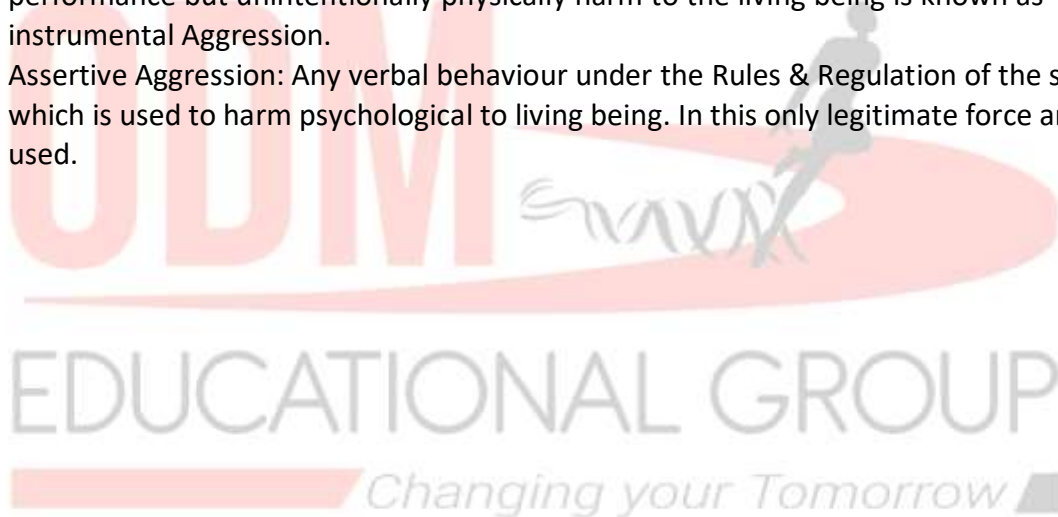 performance but unintentionally physically harm to the living being is known as
instrumental Aggression.
Assertive Aggression: Any verbal behaviour under the Rules & Regulation of the
which is used to harm psychological to living being. In this only legitimate force
used.
ODM
EDUCATIONAL GROUP
Changing your Tomorrow